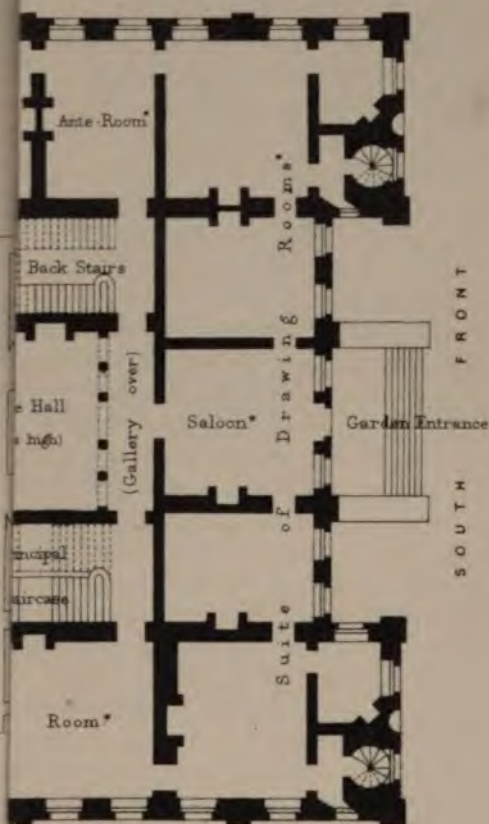 Ante-Room*
Back Stairs
Hall
high)
(Gallery over)
Saloon*
Suite of Drawing Rooms*
Garden Entrance
SOUTH FRONT
Room*